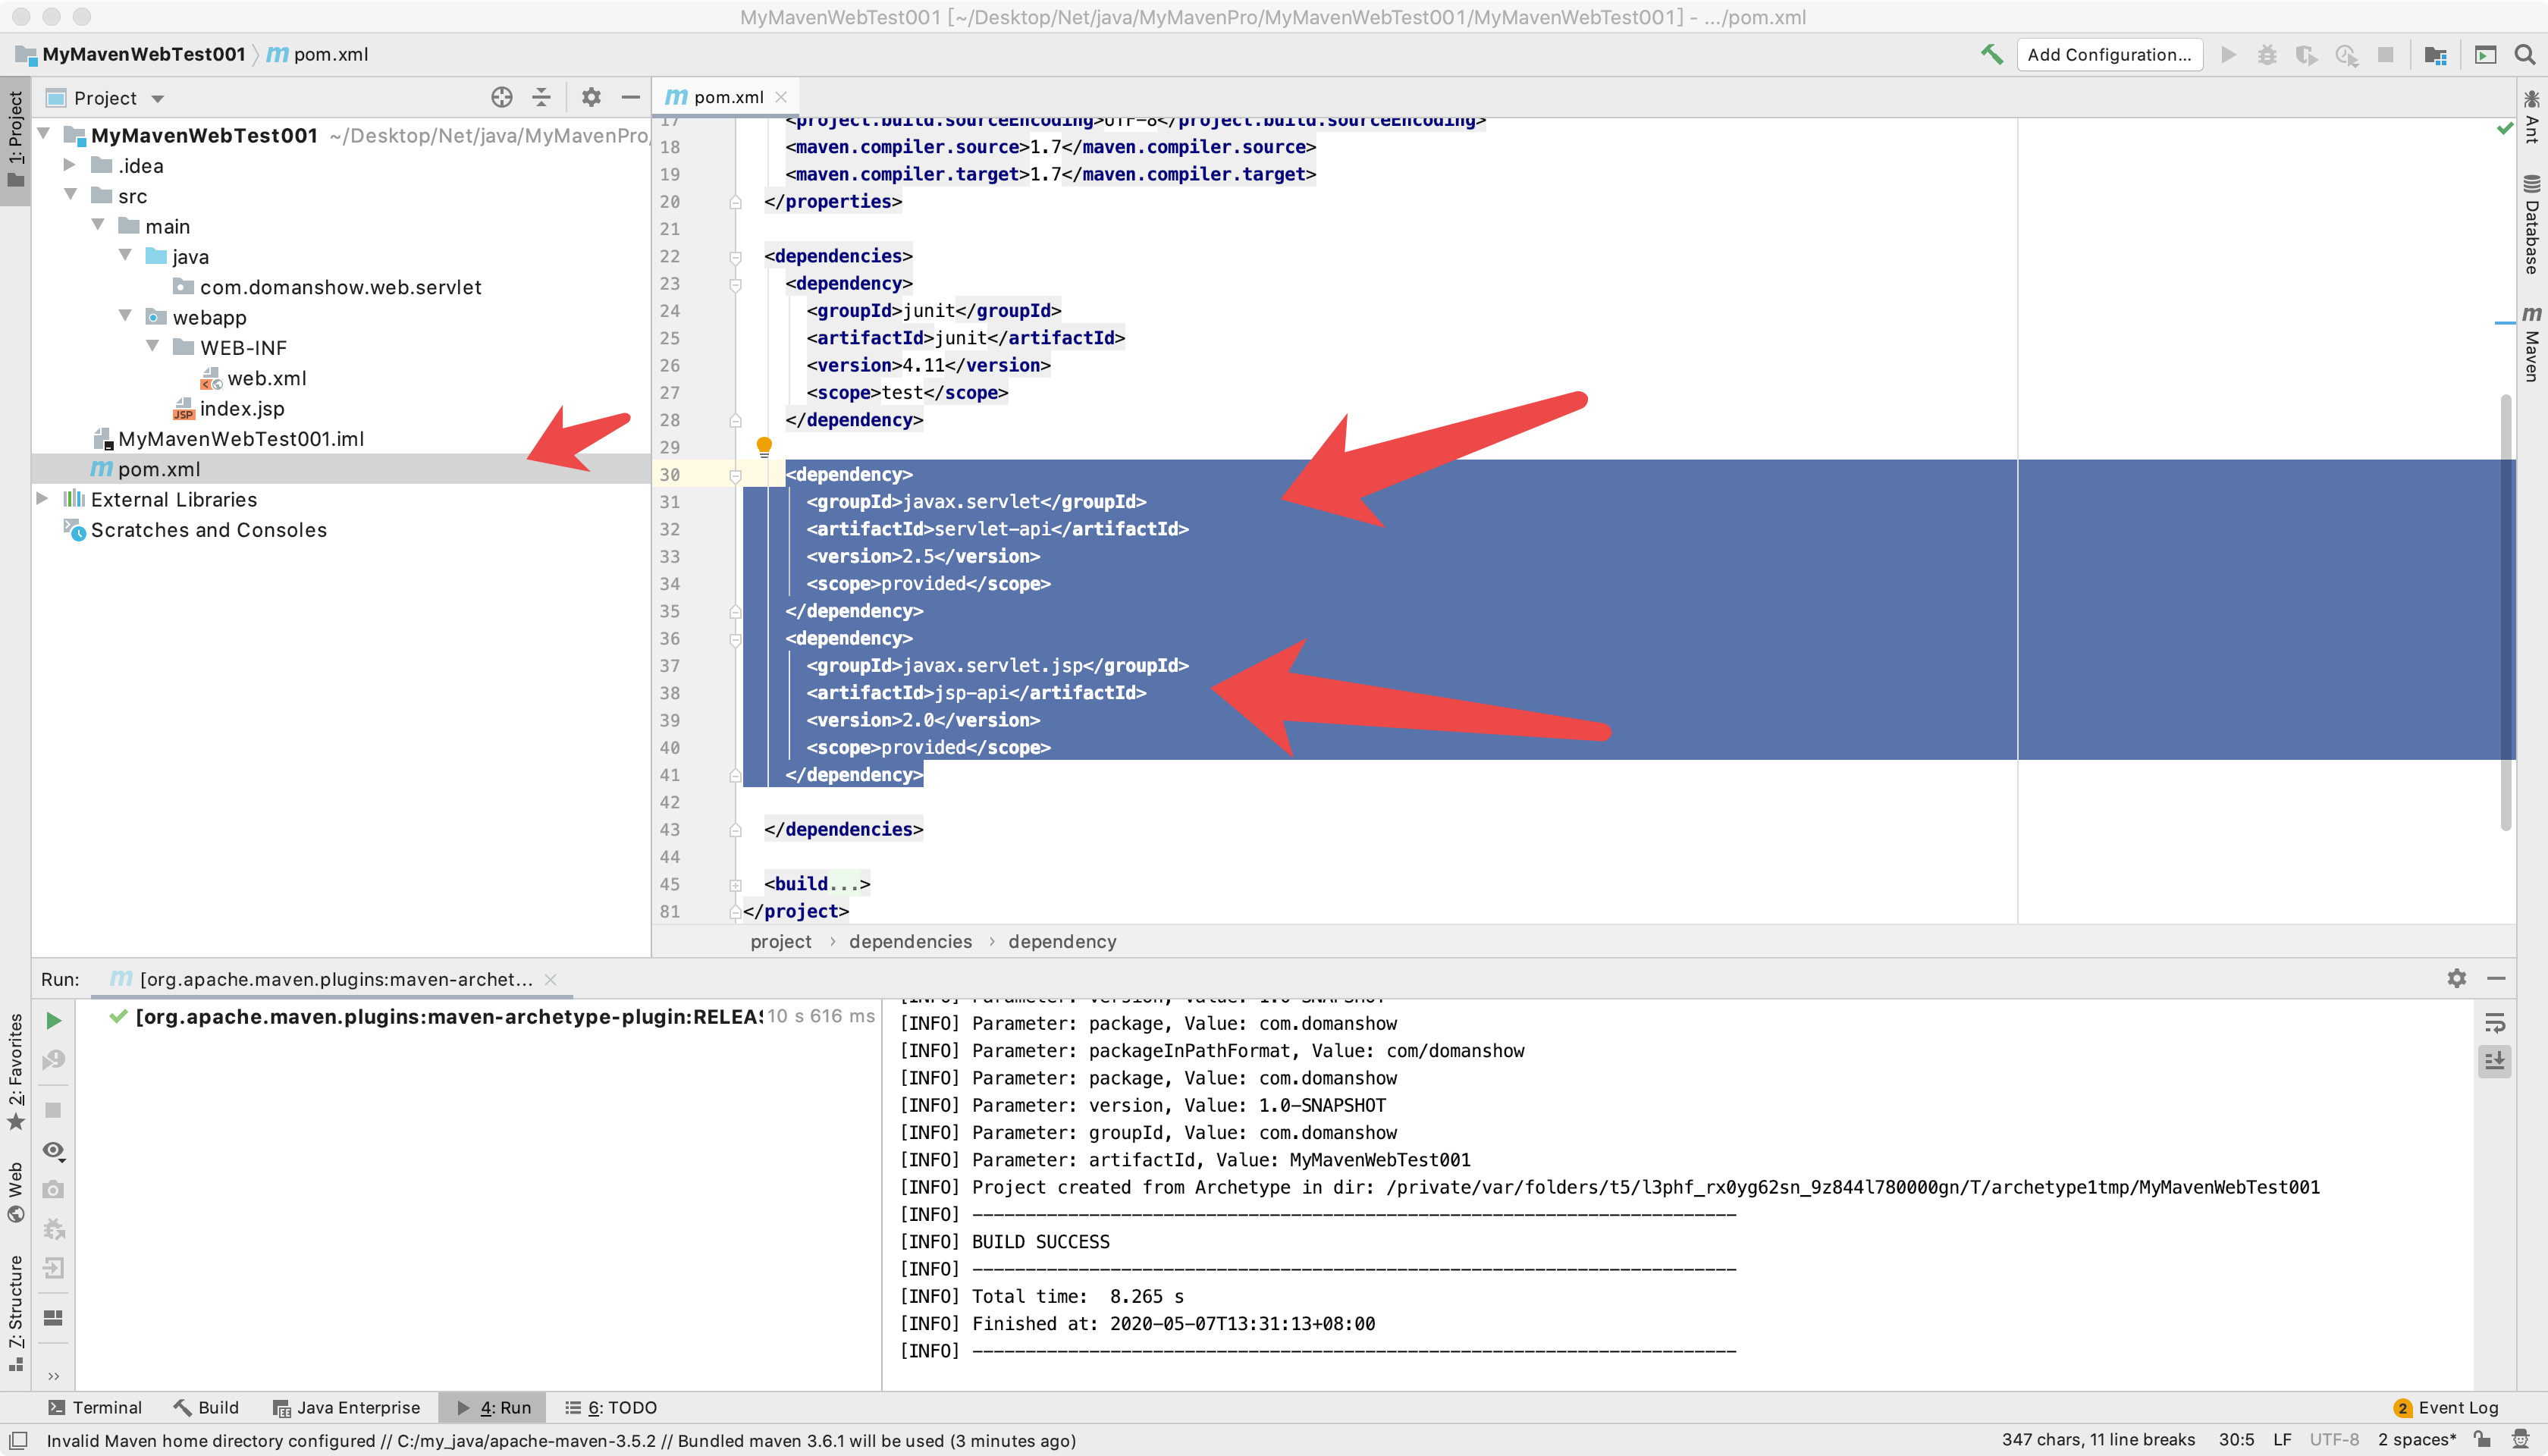 MyMavenWebTest001 [~/Desktop/Net/java/MyMavenPro/MyMavenWebTest001/MyMavenWebTest001] - .../pom.xml
MyMavenWebTest001 pom.xml
Add Configuration...
1: Project
Project
MyMavenWebTest001 ~/Desktop/Net/java/MyMavenPro/
.idea
src
main
java
com.domanshow.web.servlet
webapp
WEB-INF
web.xml
index.jsp
MyMavenWebTest001.iml
pom.xml
External Libraries
Scratches and Consoles
pom.xml
17 <project.build.sourceEncoding>UTF-8</project.build.sourceEncoding>
18 <maven.compiler.source>1.7</maven.compiler.source>
19 <maven.compiler.target>1.7</maven.compiler.target>
20 </properties>
21
22 <dependencies>
23 <dependency>
24 <groupId>junit</groupId>
25 <artifactId>junit</artifactId>
26 <version>4.11</version>
27 <scope>test</scope>
28 </dependency>
29
30 <dependency>
31 <groupId>javax.servlet</groupId>
32 <artifactId>servlet-api</artifactId>
33 <version>2.5</version>
34 <scope>provided</scope>
35 </dependency>
36 <dependency>
37 <groupId>javax.servlet.jsp</groupId>
38 <artifactId>jsp-api</artifactId>
39 <version>2.0</version>
40 <scope>provided</scope>
41 </dependency>
42
43 </dependencies>
44
45 <build...>
81 </project>
project › dependencies › dependency
Ant
Database
Maven
Run: [org.apache.maven.plugins:maven-archet...
[org.apache.maven.plugins:maven-archetype-plugin:RELEAS 10 s 616 ms
[INFO] Parameter: version, Value: 1.0-SNAPSHOT
[INFO] Parameter: package, Value: com.domanshow
[INFO] Parameter: packageInPathFormat, Value: com/domanshow
[INFO] Parameter: package, Value: com.domanshow
[INFO] Parameter: version, Value: 1.0-SNAPSHOT
[INFO] Parameter: groupId, Value: com.domanshow
[INFO] Parameter: artifactId, Value: MyMavenWebTest001
[INFO] Project created from Archetype in dir: /private/var/folders/t5/l3phf_rx0yg62sn_9z844l780000gn/T/archetype1tmp/MyMavenWebTest001
[INFO] ------------------------------------------------------------------------
[INFO] BUILD SUCCESS
[INFO] ------------------------------------------------------------------------
[INFO] Total time: 8.265 s
[INFO] Finished at: 2020-05-07T13:31:13+08:00
[INFO] ------------------------------------------------------------------------
2: Favorites
Web
Z: Structure
Terminal Build Java Enterprise 4: Run 6: TODO
2 Event Log
Invalid Maven home directory configured // C:/my_java/apache-maven-3.5.2 // Bundled maven 3.6.1 will be used (3 minutes ago)
347 chars, 11 line breaks 30:5 LF UTF-8 2 spaces*